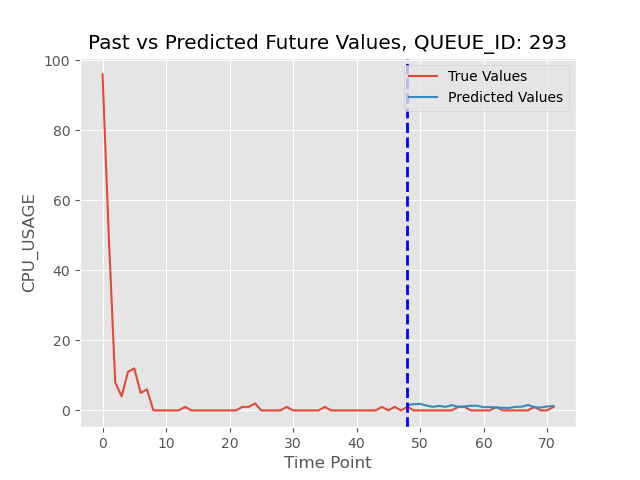 Past vs Predicted Future Values, QUEUE_ID: 293
True Values
Predicted Values
CPU_USAGE
100
80
60
40
20
0
0 10 20 30 40 50 60 70
Time Point